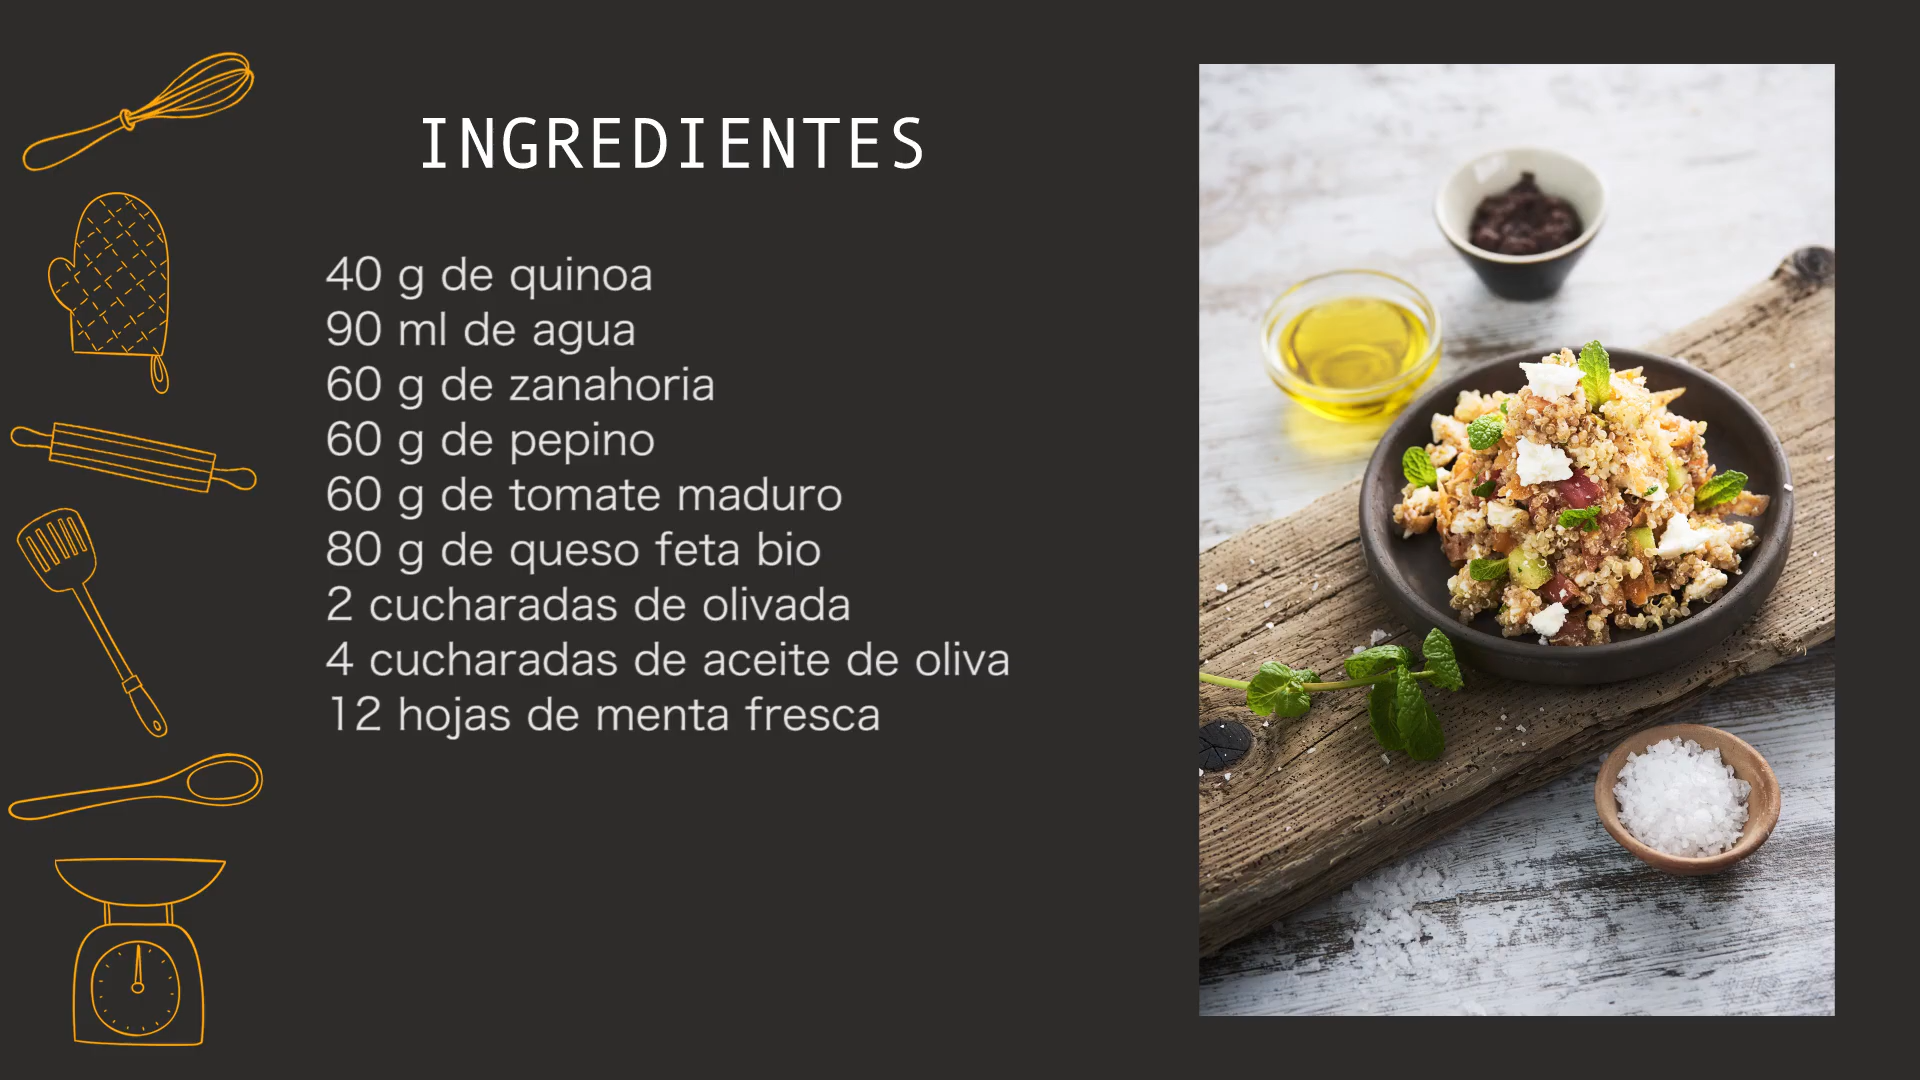 INGREDIENTES
40 g de quinoa
90 ml de agua
60 g de zanahoria
60 g de pepino
60 g de tomate maduro
80 g de queso feta bio
2 cucharadas de olivada
4 cucharadas de aceite de oliva
12 hojas de menta fresca